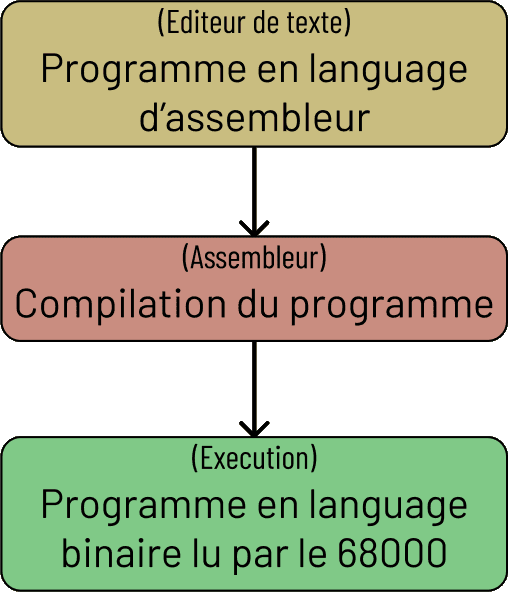 (Editeur de texte)
Programme en language
d’assembleur
(Assembleur)
Compilation du programme
(Execution)
Programme en language
binaire lu par le 68000